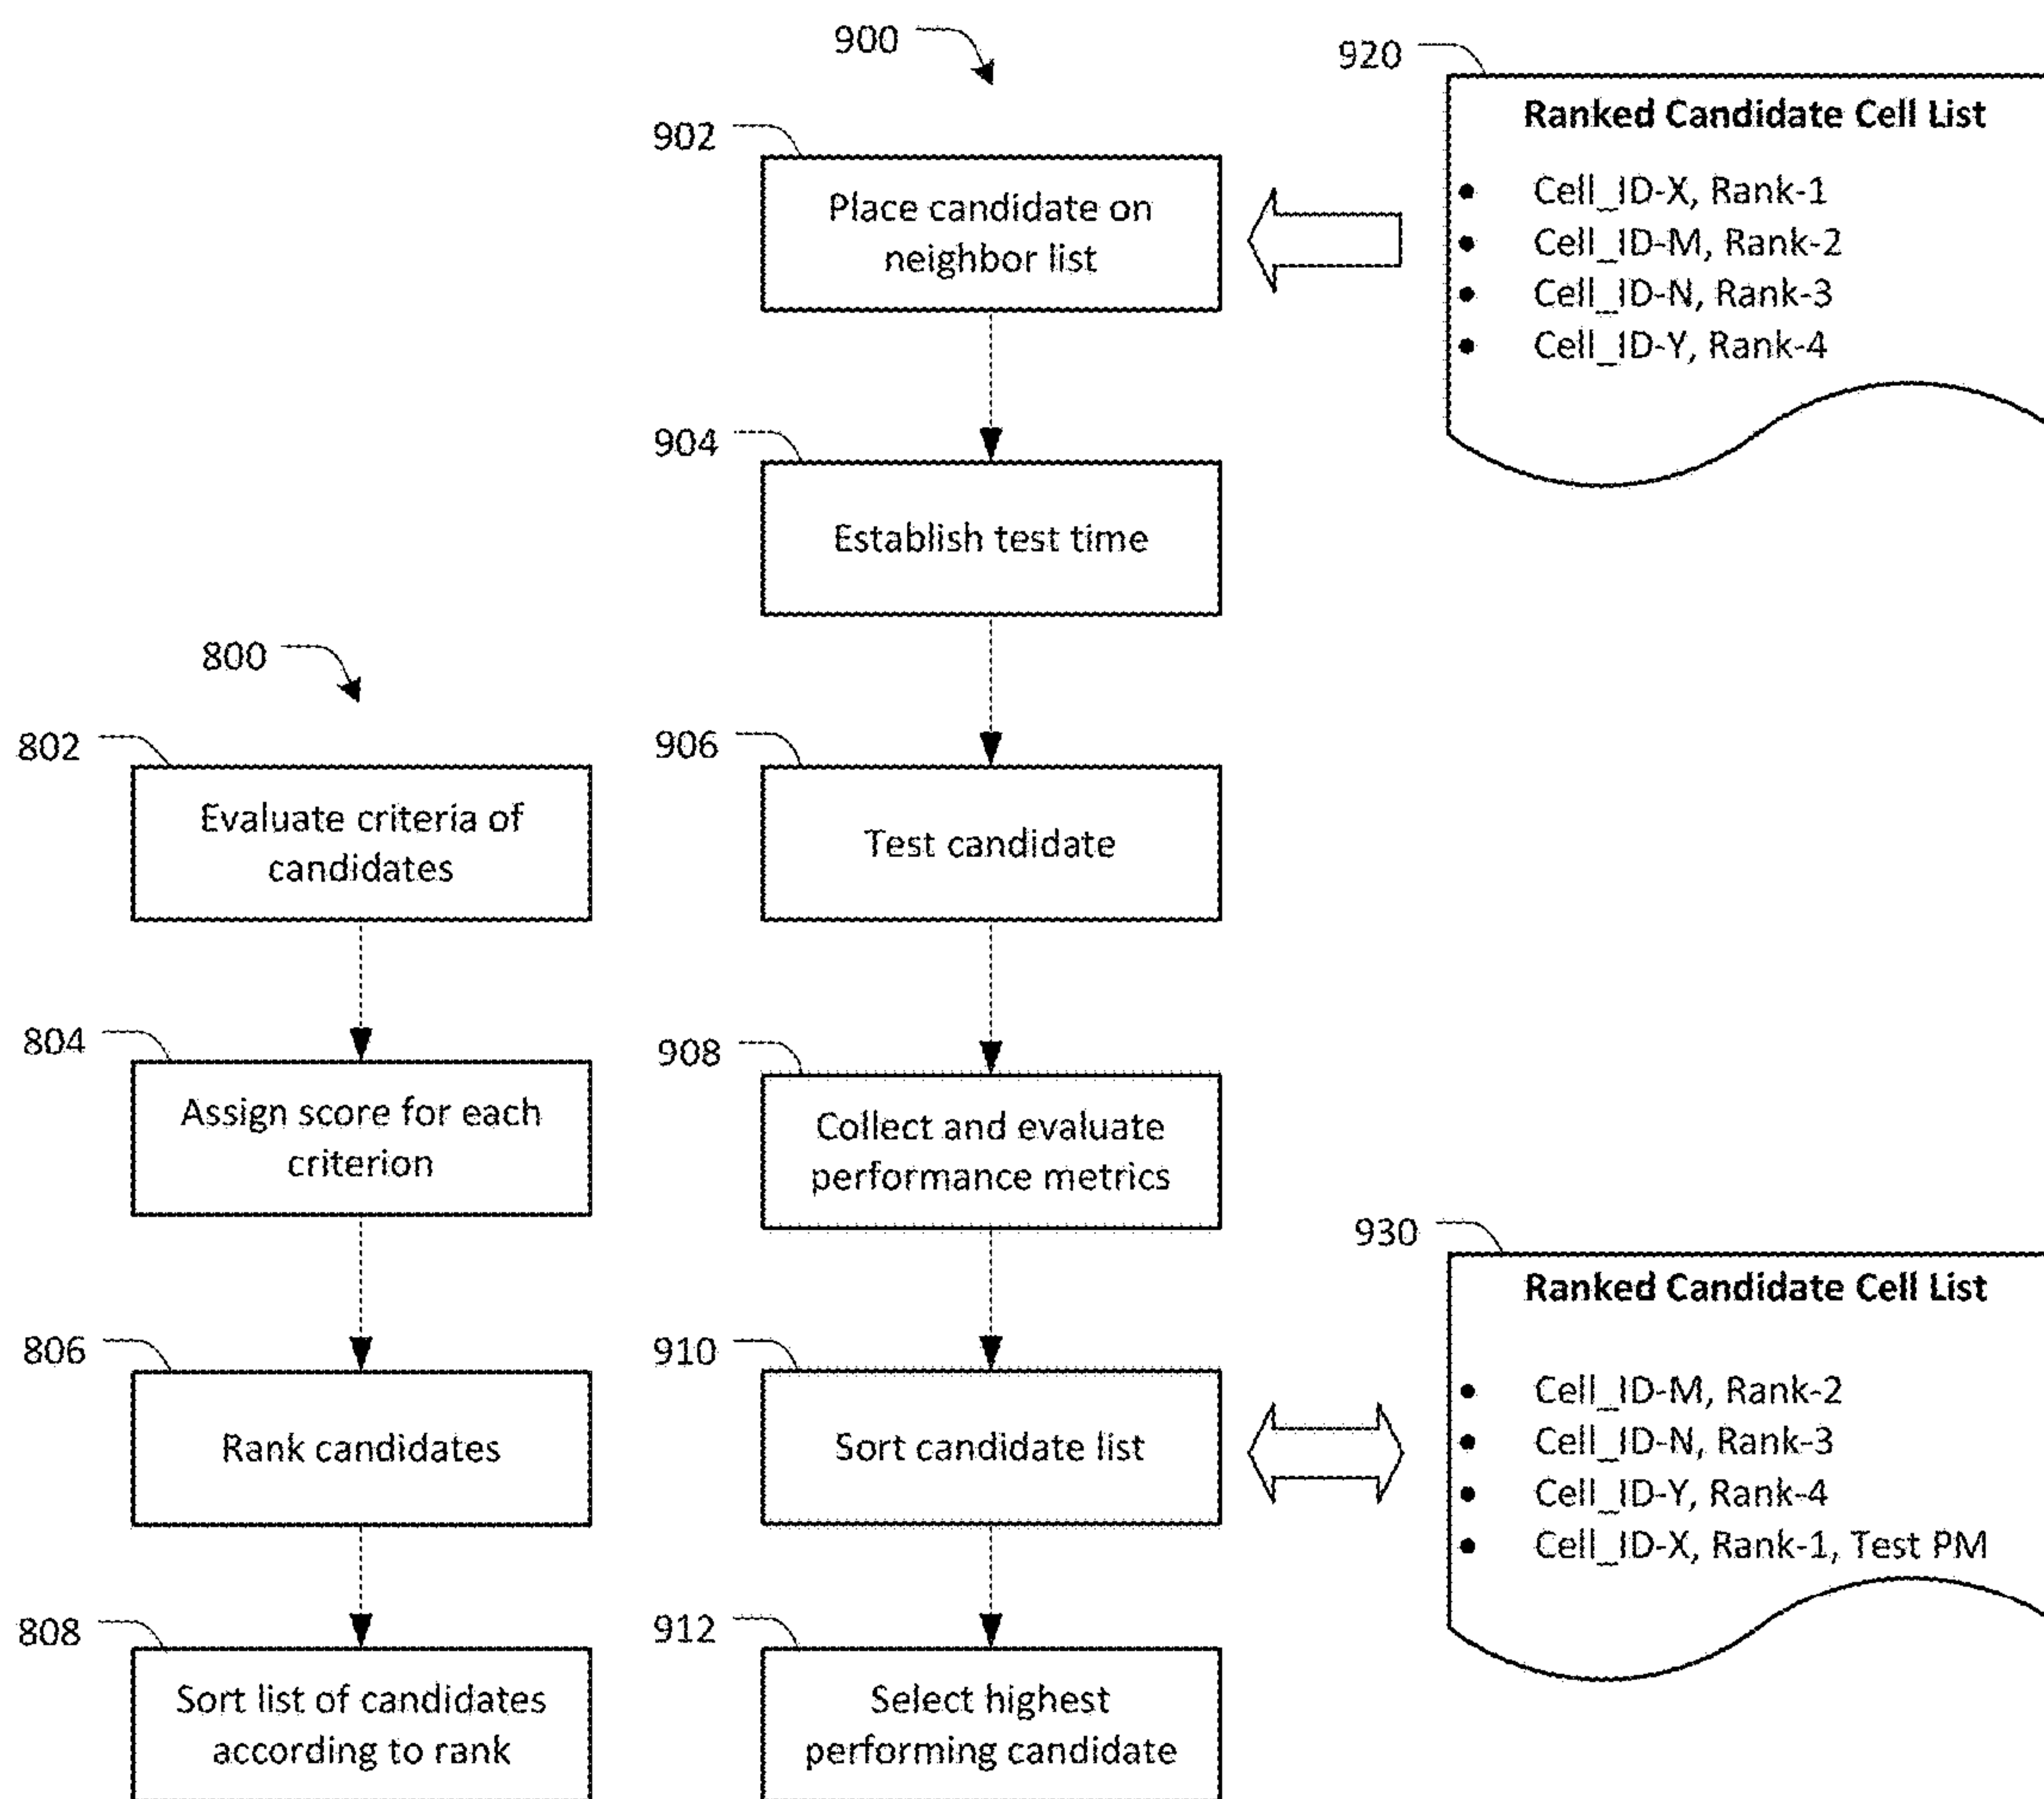 900
920
Ranked Candidate Cell List
902
Place candidate on
neighbor list
• Cell_ID-X, Rank-1
• Cell_ID-M, Rank-2
• Cell_ID-N, Rank-3
• Cell_ID-Y, Rank-4
904
Establish test time
800
802
Evaluate criteria of
candidates
906
Test candidate
804
Assign score for each
criterion
908
Collect and evaluate
performance metrics
930
Ranked Candidate Cell List
806
Rank candidates
910
Sort candidate list
• Cell_ID-M, Rank-2
• Cell_ID-N, Rank-3
• Cell_ID-Y, Rank-4
• Cell_ID-X, Rank-1, Test PM
808
Sort list of candidates
according to rank
912
Select highest
performing candidate